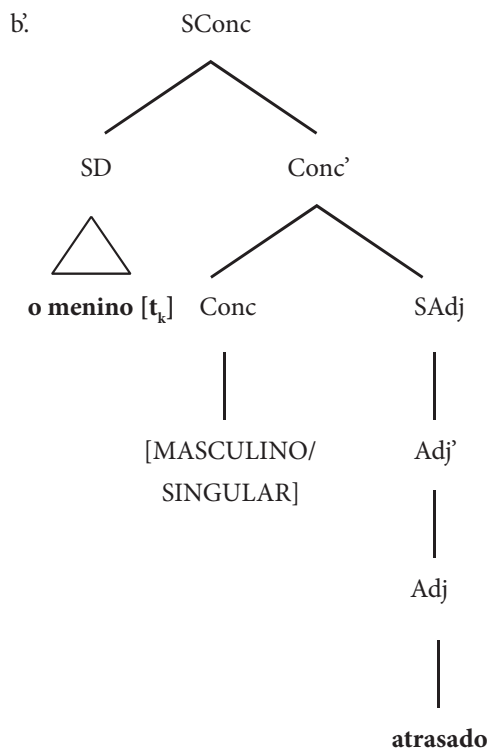 b'. SConc
SD Conc’
o menino [tk] Conc SAdj
[MASCULINO/ Adj’
SINGULAR]
Adj
atrasado